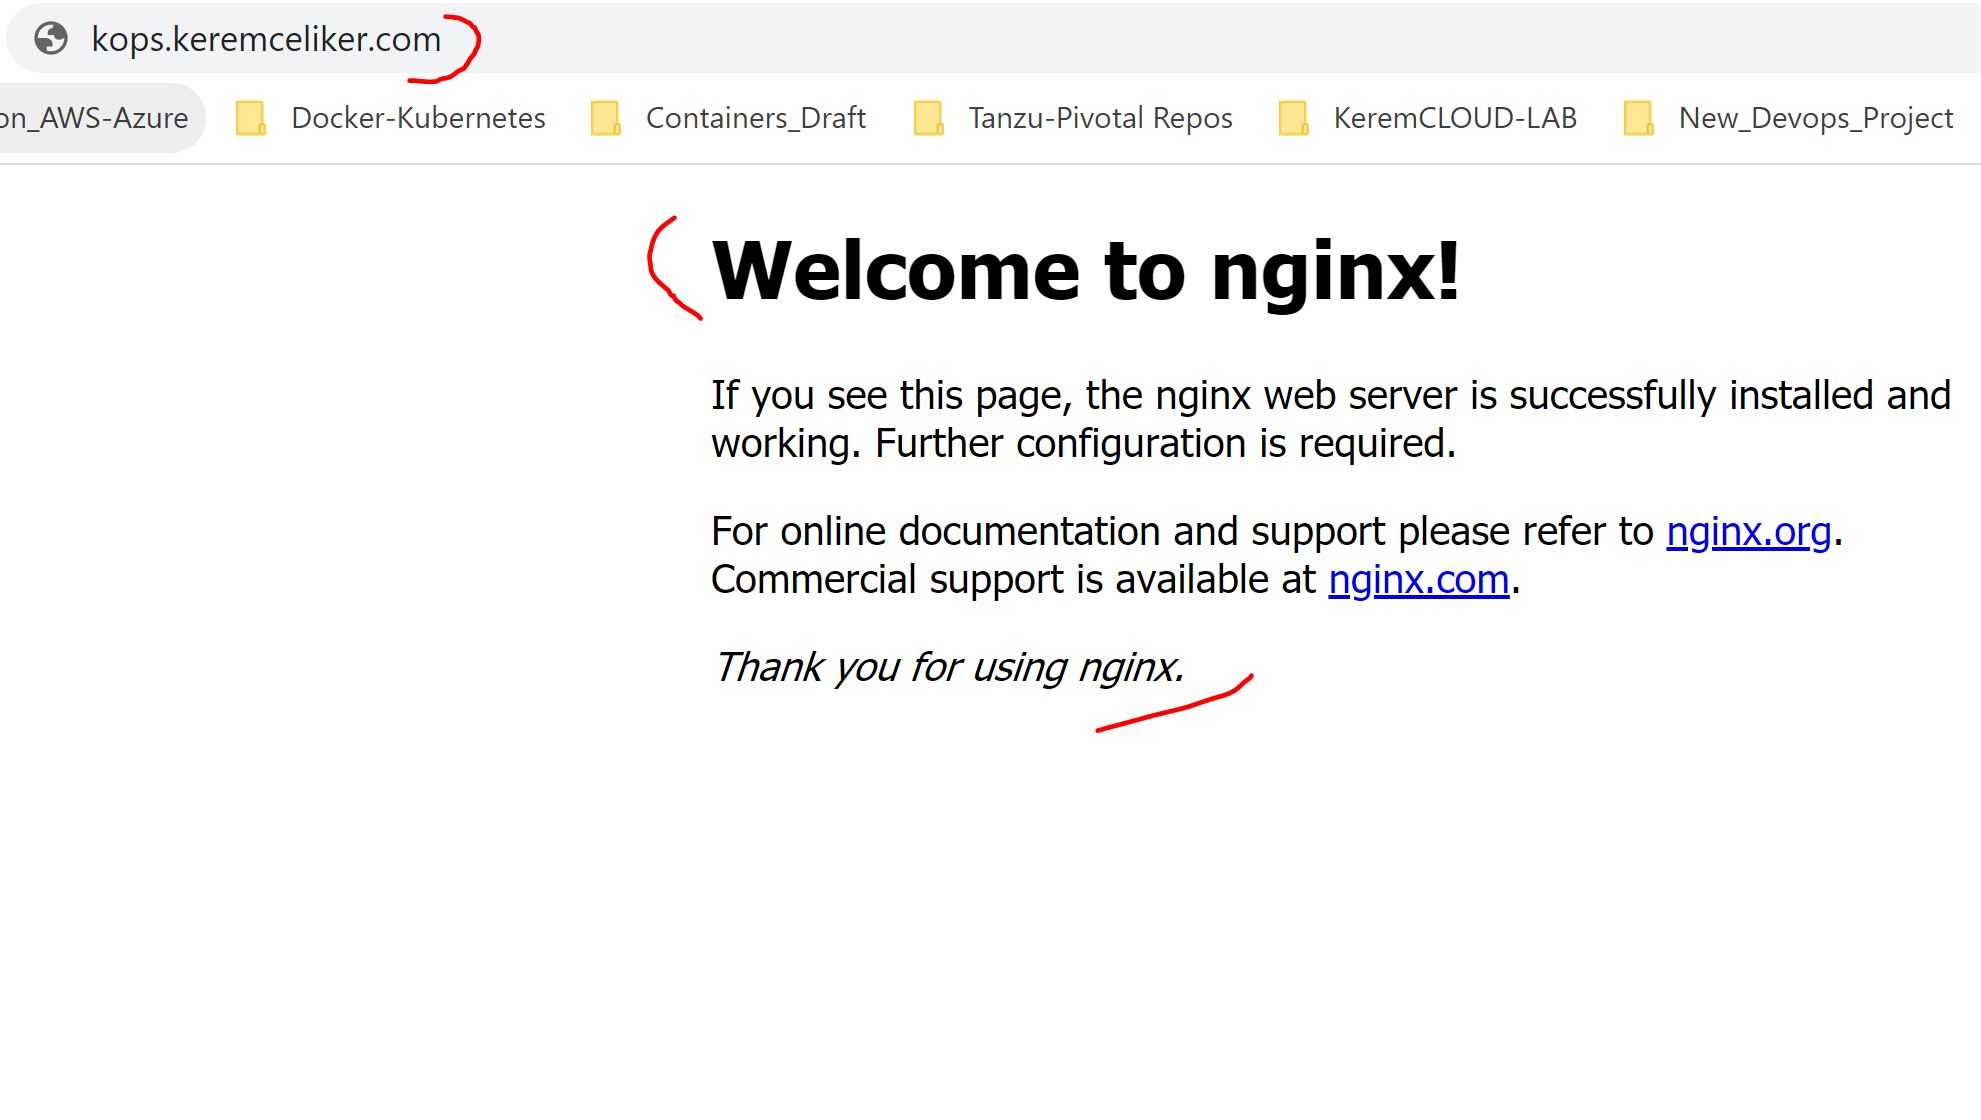 kops.keremceliker.com
on_AWS-Azure Docker-Kubernetes Containers_Draft Tanzu-Pivotal Repos KeremCLOUD-LAB New_Devops_Project
Welcome to nginx!
If you see this page, the nginx web server is successfully installed and
working. Further configuration is required.
For online documentation and support please refer to nginx.org.
Commercial support is available at nginx.com.
Thank you for using nginx.